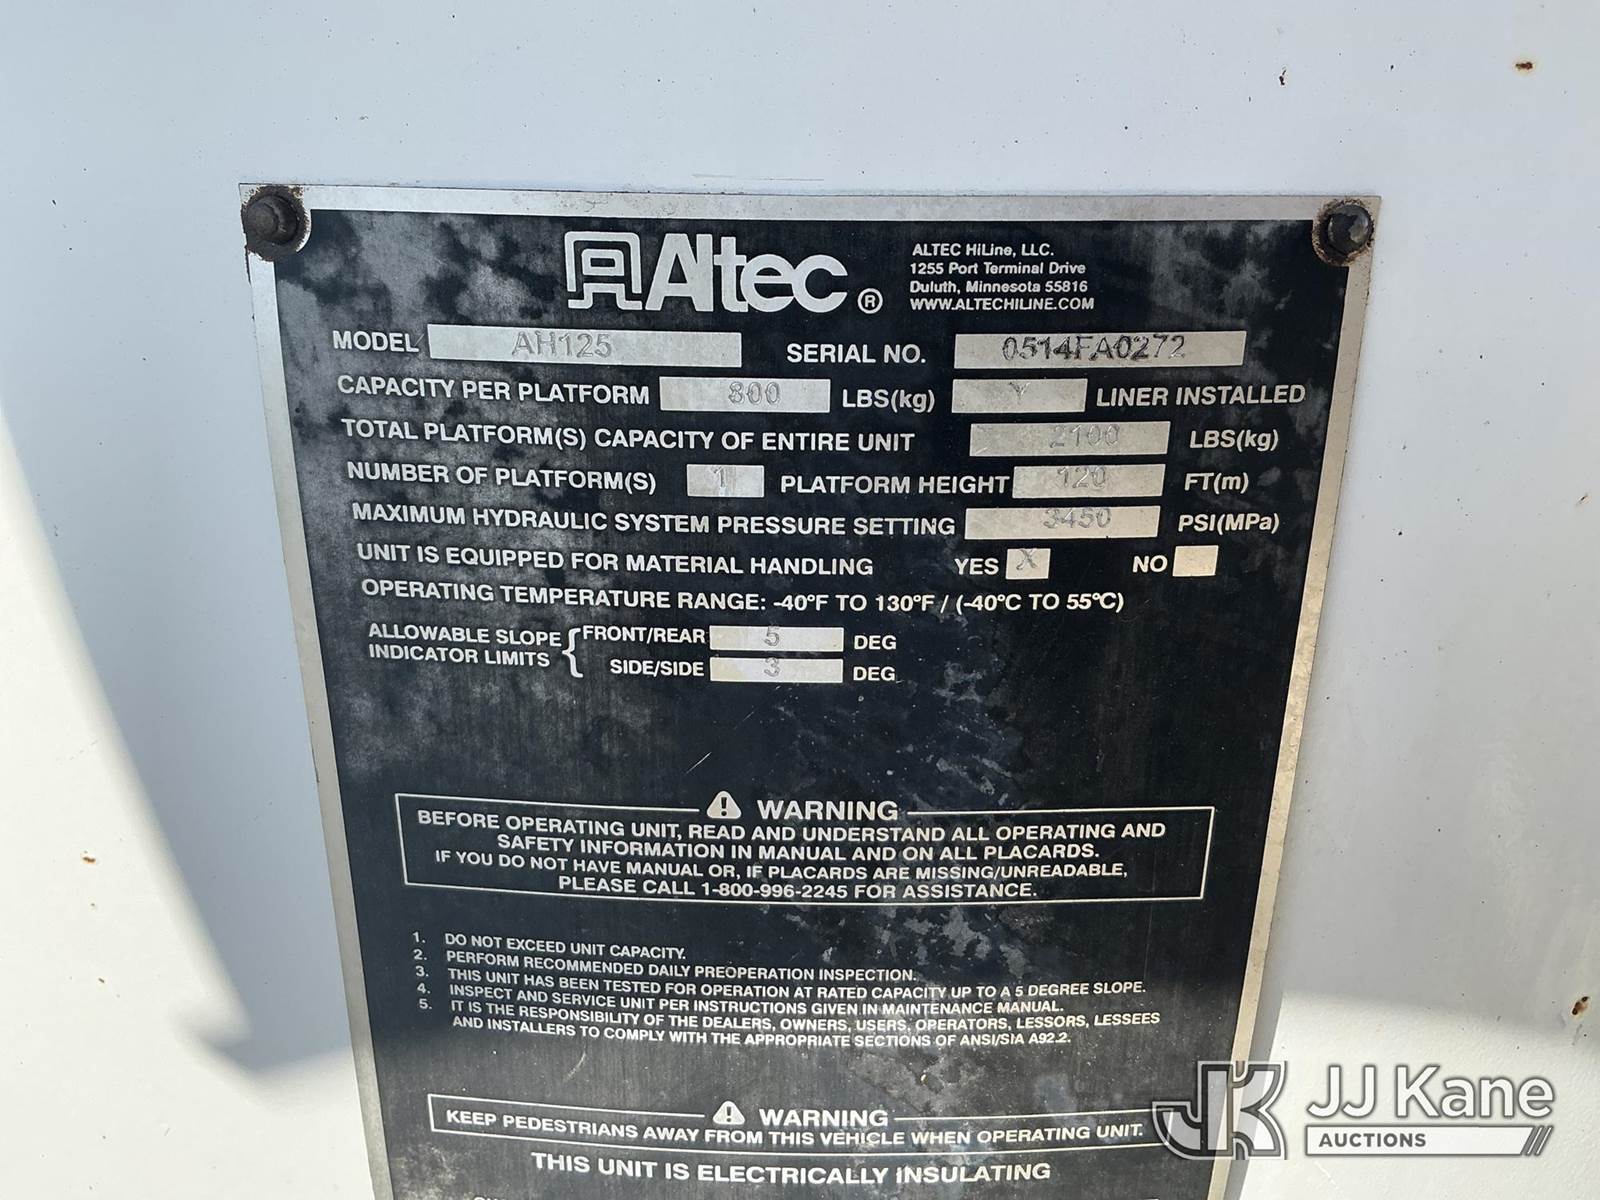 Altec ®
ALTEC HiLine, LLC.
1255 Port Terminal Drive
Duluth, Minnesota 55816
WWW.ALTECHILINE.COM
MODEL AH125 SERIAL NO. 0514FA0272
CAPACITY PER PLATFORM 800 LBS(kg) Y LINER INSTALLED
TOTAL PLATFORM(S) CAPACITY OF ENTIRE UNIT 2100 LBS(kg)
NUMBER OF PLATFORM(S) 1 PLATFORM HEIGHT 120 FT(m)
MAXIMUM HYDRAULIC SYSTEM PRESSURE SETTING 3450 PSI(MPa)
UNIT IS EQUIPPED FOR MATERIAL HANDLING YES X NO
OPERATING TEMPERATURE RANGE: -40°F TO 130°F / (-40°C TO 55°C)
ALLOWABLE SLOPE INDICATOR LIMITS { FRONT/REAR 5 DEG
SIDE/SIDE 3 DEG
WARNING
BEFORE OPERATING UNIT, READ AND UNDERSTAND ALL OPERATING AND
SAFETY INFORMATION IN MANUAL AND ON ALL PLACARDS.
IF YOU DO NOT HAVE MANUAL OR, IF PLACARDS ARE MISSING/UNREADABLE,
PLEASE CALL 1-800-996-2245 FOR ASSISTANCE.
1. DO NOT EXCEED UNIT CAPACITY.
2. PERFORM RECOMMENDED DAILY PREOPERATION INSPECTION.
3. THIS UNIT HAS BEEN TESTED FOR OPERATION AT RATED CAPACITY UP TO A 5 DEGREE SLOPE.
4. INSPECT AND SERVICE UNIT PER INSTRUCTIONS GIVEN IN MAINTENANCE MANUAL.
5. IT IS THE RESPONSIBILITY OF THE DEALERS, OWNERS, USERS, OPERATORS, LESSORS, LESSEES
AND INSTALLERS TO COMPLY WITH THE APPROPRIATE SECTIONS OF ANSI/SIA A92.2.
WARNING
KEEP PEDESTRIANS AWAY FROM THIS VEHICLE WHEN OPERATING UNIT.
THIS UNIT IS ELECTRICALLY INSULATING
JK JJ Kane
AUCTIONS